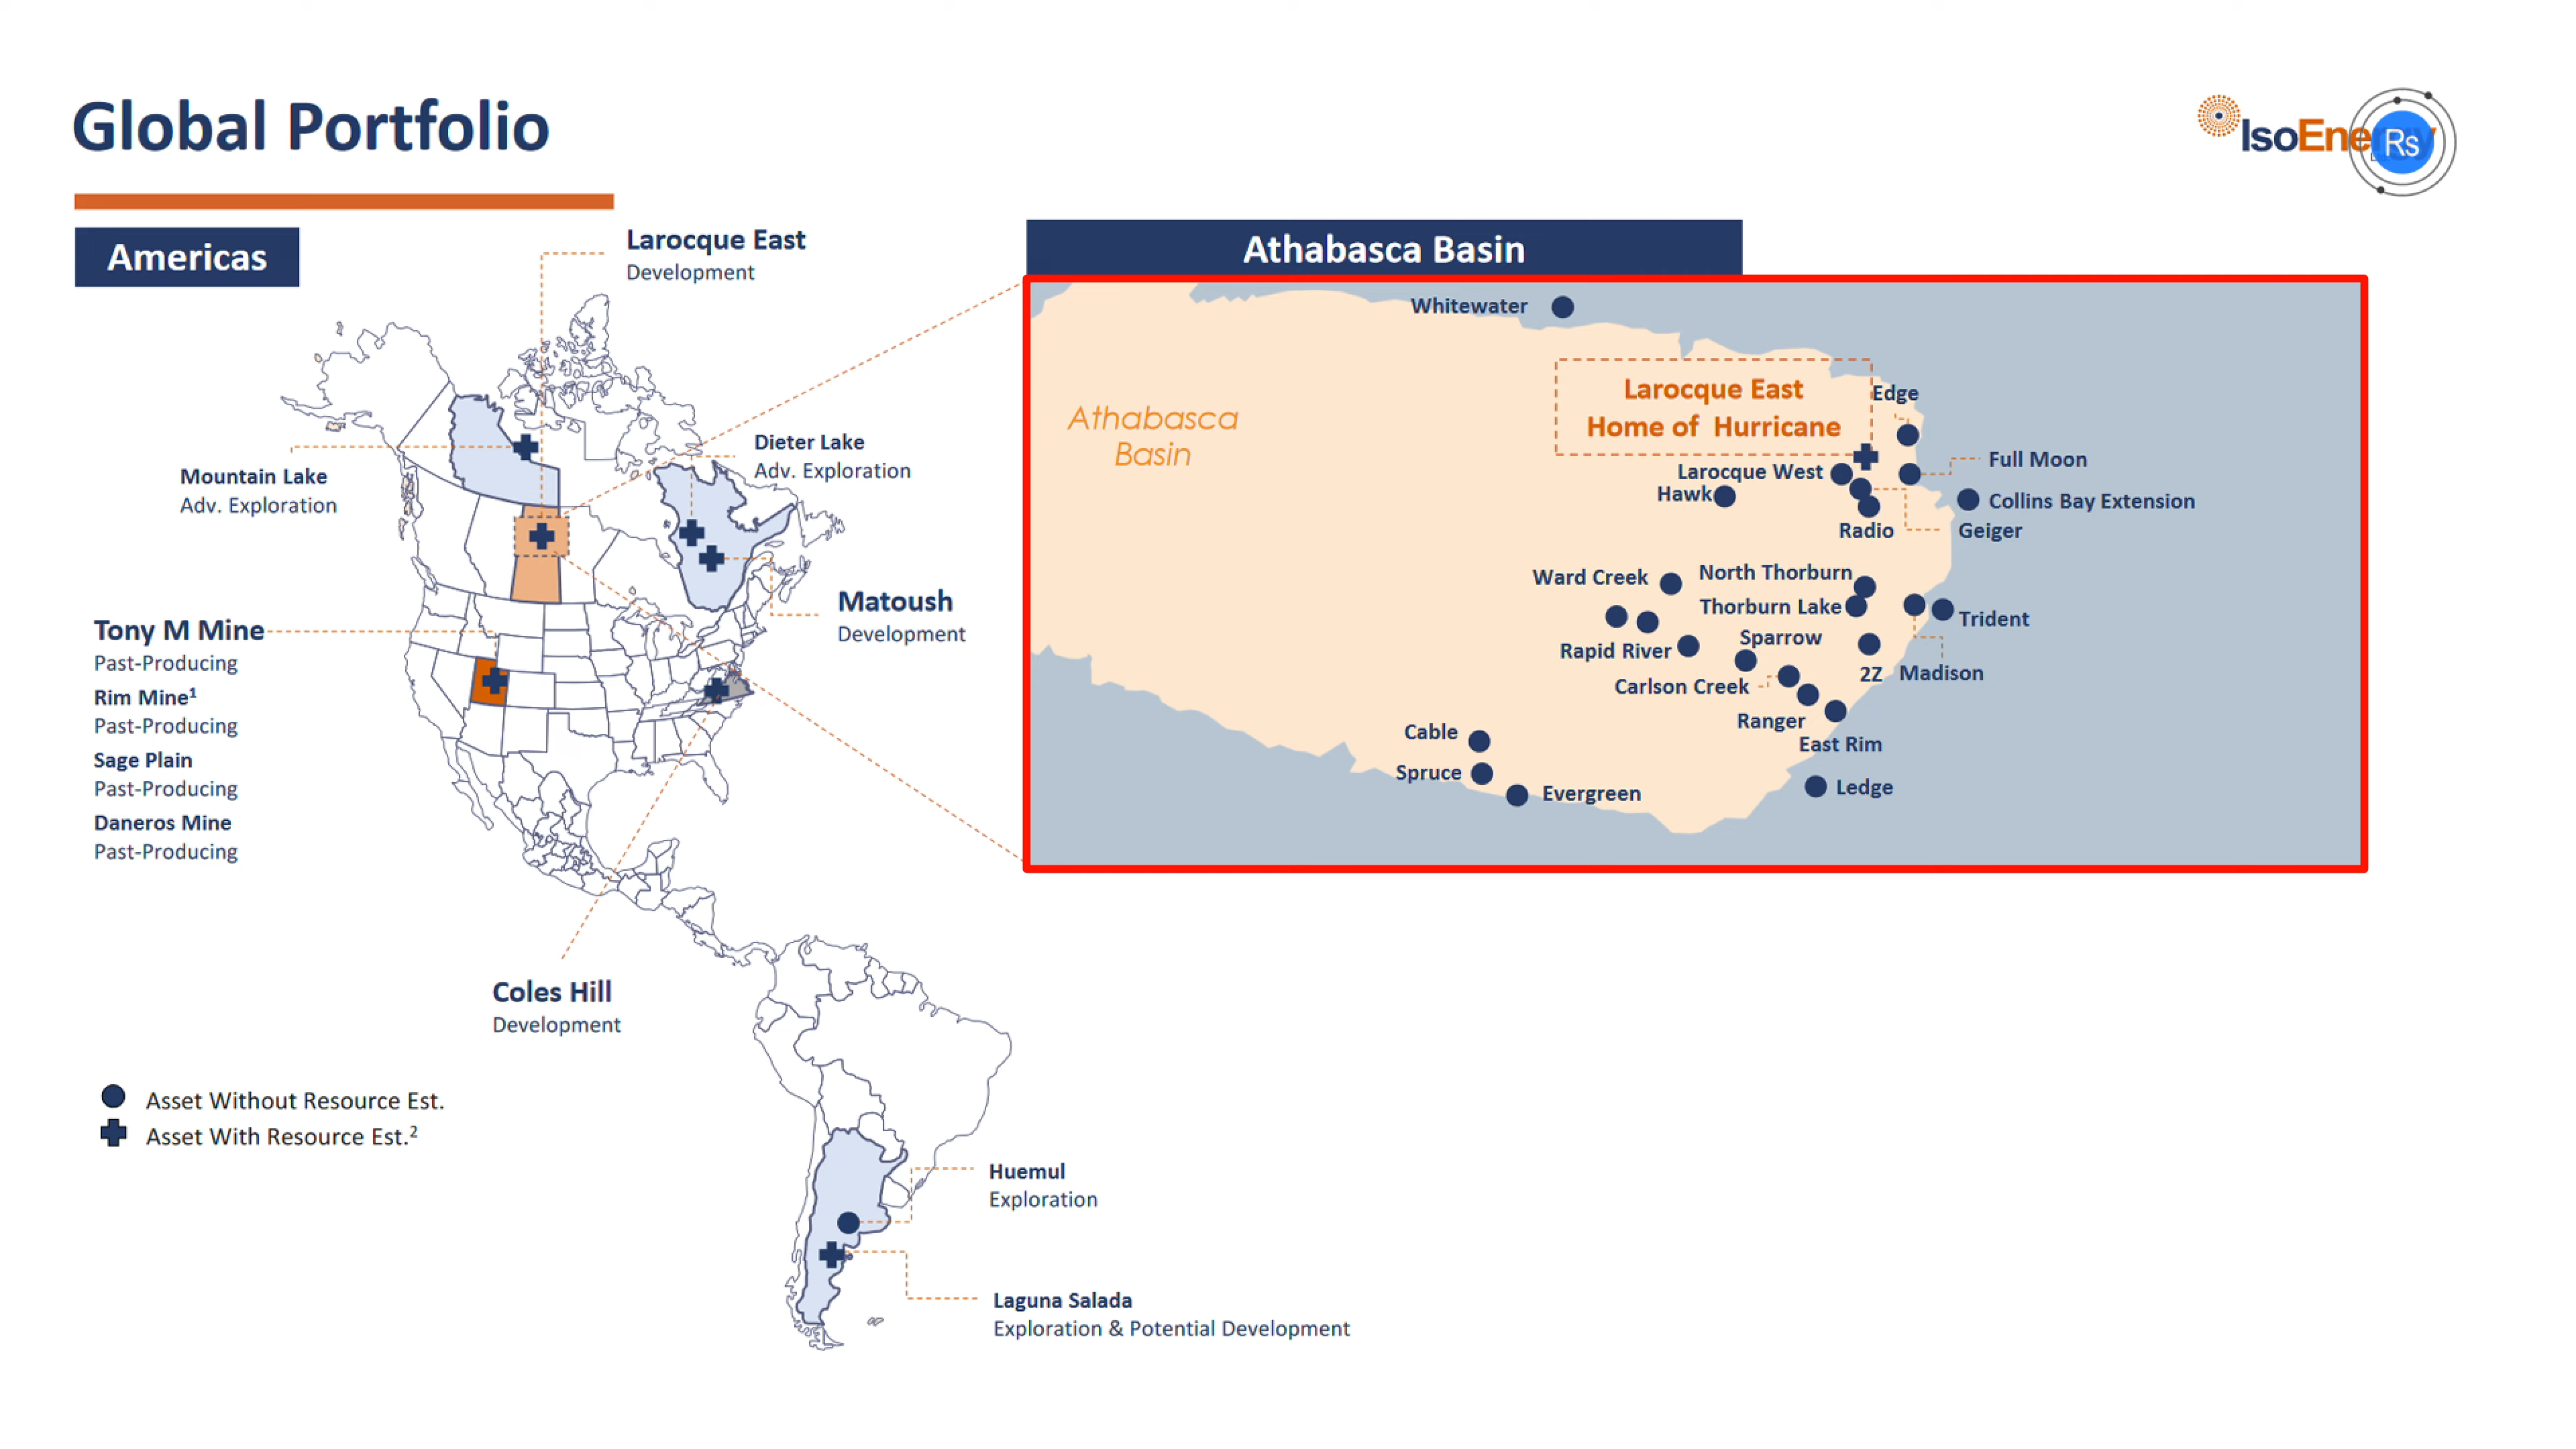 Global Portfolio
IsoEne
Rs
Americas
Larocque East
Development
Mountain Lake
Adv. Exploration
Dieter Lake
Adv. Exploration
Matoush
Development
Tony M Mine
Past-Producing
Rim Mine¹
Past-Producing
Sage Plain
Past-Producing
Daneros Mine
Past-Producing
Coles Hill
Development
Asset Without Resource Est.
Asset With Resource Est.²
Huemul
Exploration
Laguna Salada
Exploration & Potential Development
Athabasca Basin
Whitewater
Athabasca
Basin
Larocque East
Home of Hurricane
Edge
Full Moon
Larocque West
Hawk
Collins Bay Extension
Radio
Geiger
Ward Creek
North Thorburn
Thorburn Lake
Trident
Sparrow
Rapid River
2Z
Madison
Carlson Creek
Ranger
East Rim
Cable
Spruce
Evergreen
Ledge